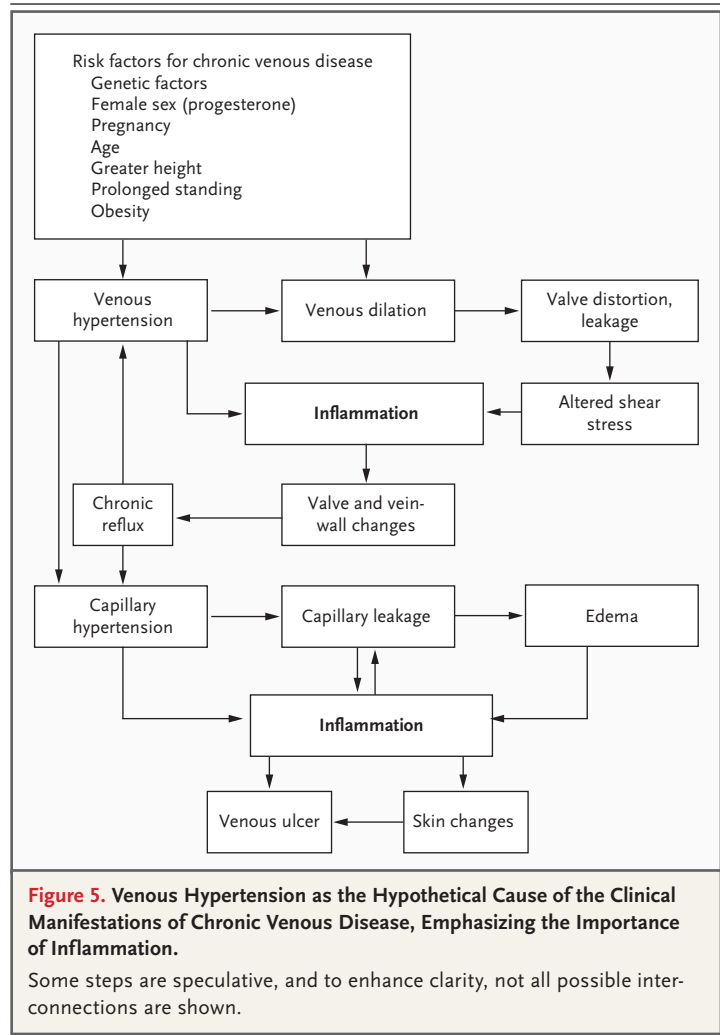 Risk factors for chronic venous disease
Genetic factors
Female sex (progesterone)
Pregnancy
Age
Greater height
Prolonged standing
Obesity
Venous
hypertension
Venous dilation
Valve distortion,
leakage
Inflammation
Altered shear
stress
Chronic
reflux
Valve and vein-
wall changes
Capillary
hypertension
Capillary leakage
Edema
Inflammation
Venous ulcer
Skin changes
Figure 5. Venous Hypertension as the Hypothetical Cause of the Clinical
Manifestations of Chronic Venous Disease, Emphasizing the Importance
of Inflammation.
Some steps are speculative, and to enhance clarity, not all possible inter-
connections are shown.